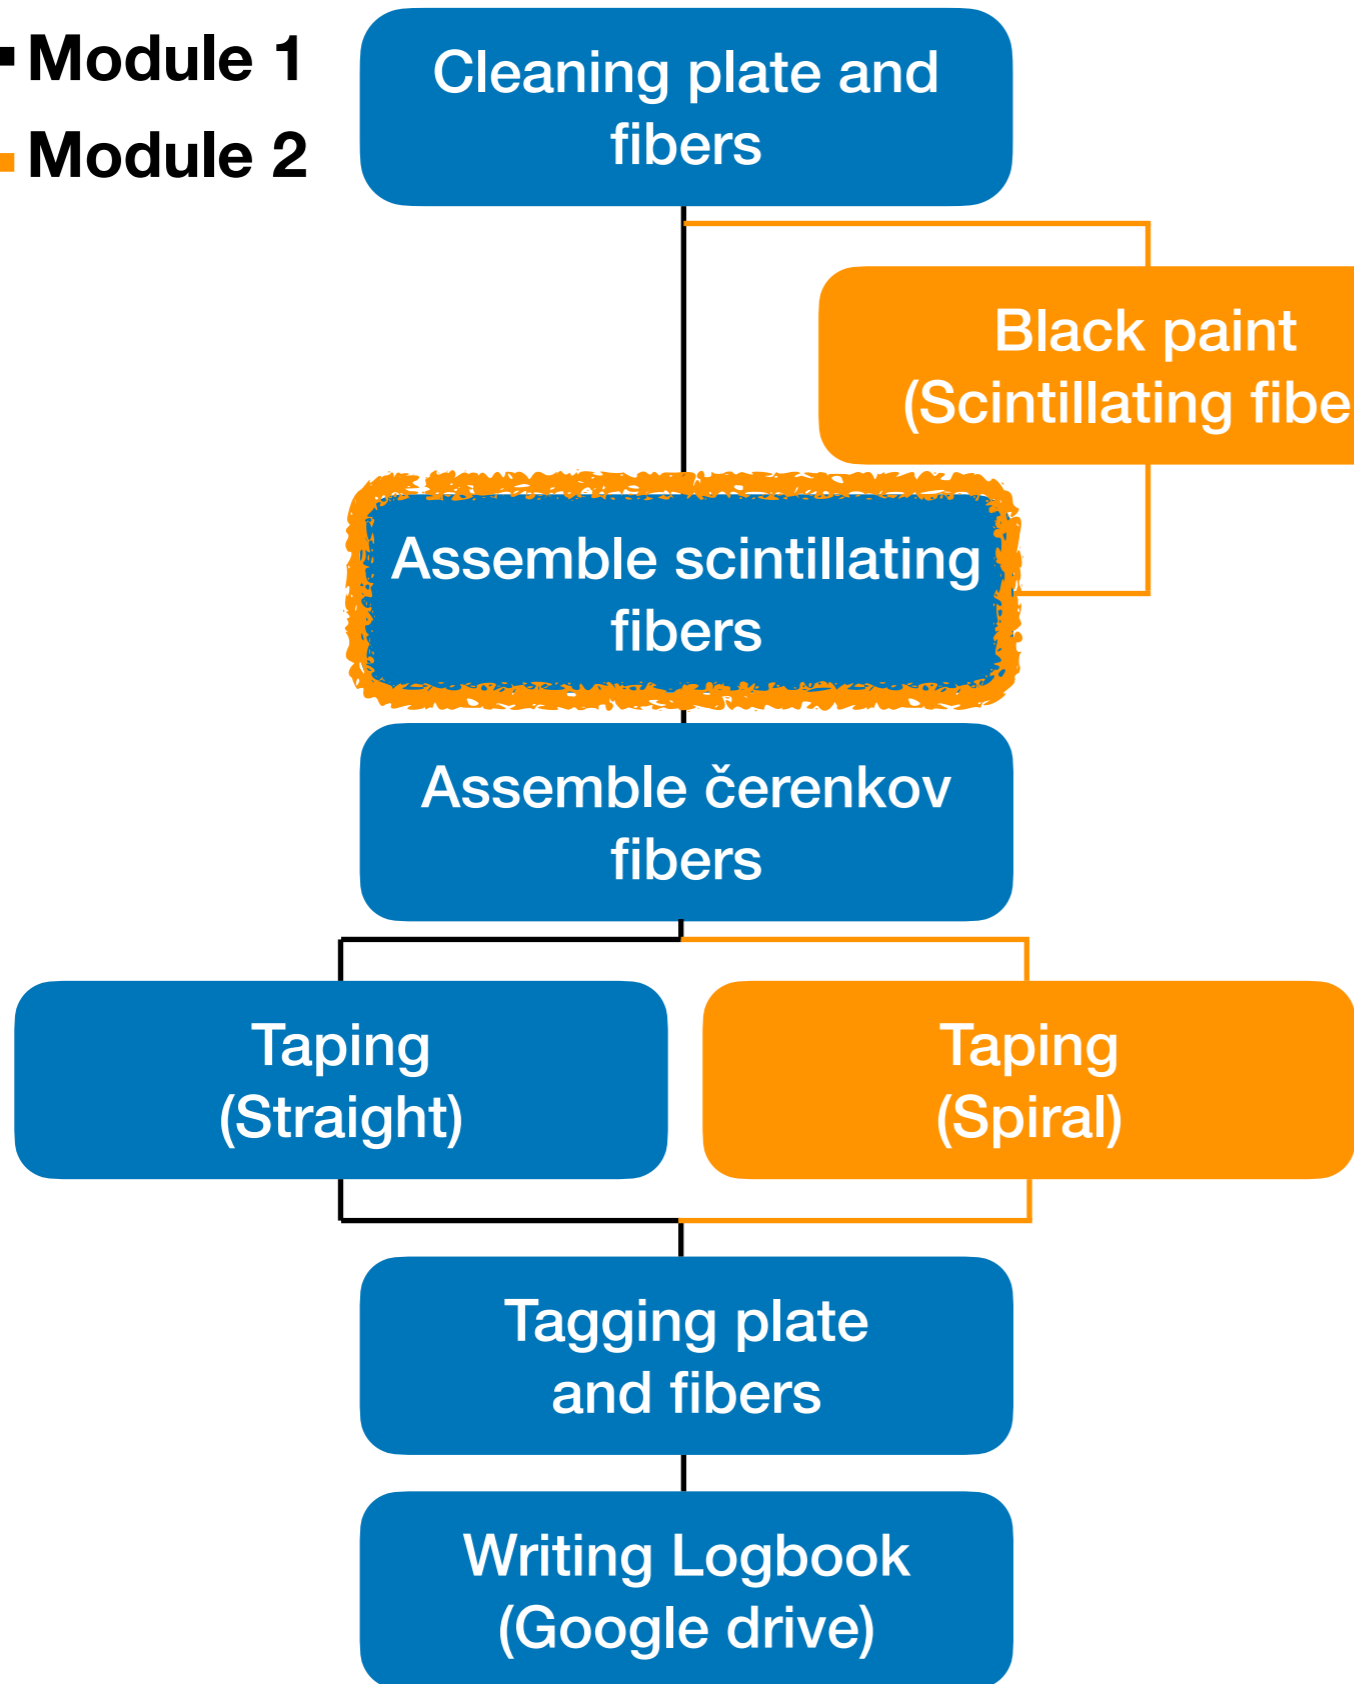 Module 1
Module 2
Cleaning plate and
fibers
Black paint
(Scintillating fibe
Assemble scintillating
fibers
Assemble čerenkov
fibers
Taping
(Straight)
Taping
(Spiral)
Tagging plate
and fibers
Writing Logbook
(Google drive)